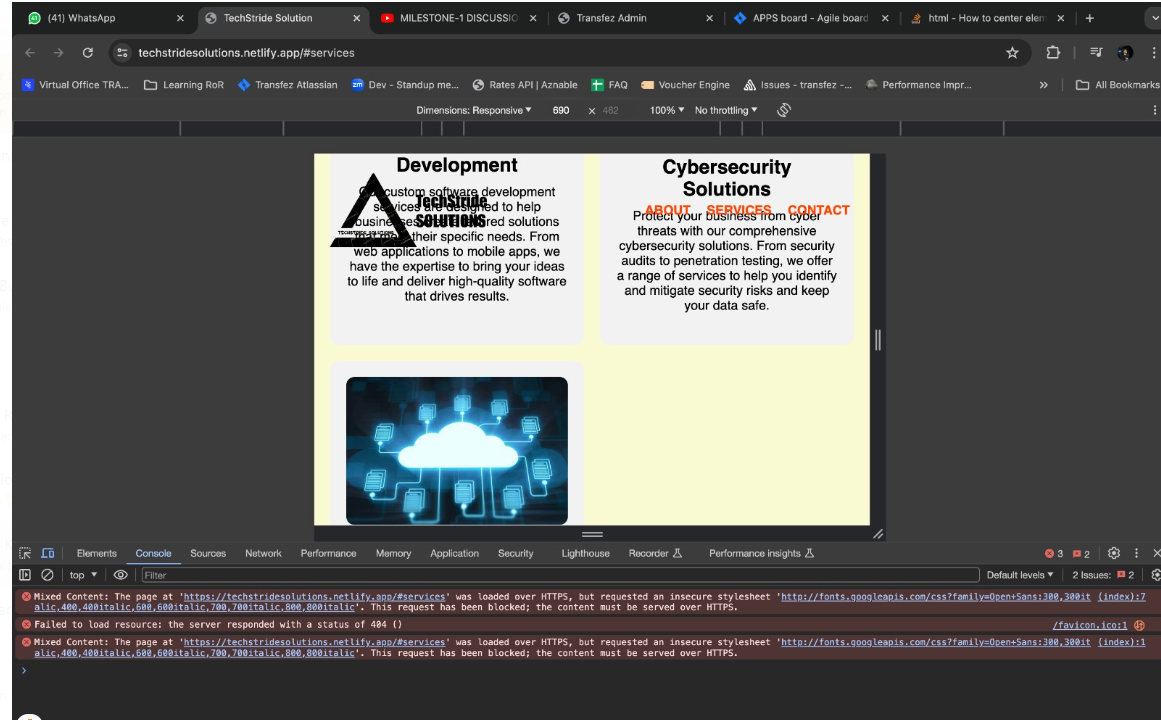 (41) WhatsApp
TechStride Solution
MILESTONE-1 DISCUSSIO
Transfez Admin
APPS board - Agile board
html - How to center elem
techstridesolutions.netlify.app/#services
Virtual Office TRA...
Learning RoR
Transfez Atlassian
Dev - Standup me...
Rates API | Aznable
FAQ
Voucher Engine
Issues - transfez -...
Performance Impr...
All Bookmarks
Dimensions: Responsive 690 × 462 100% No throttling
Development
Our custom software development
services are designed to help
businesses create tailored solutions
that meet their specific needs. From
web applications to mobile apps, we
have the expertise to bring your ideas
to life and deliver high-quality software
that drives results.
TechStride
SOLUTIONS
TECHSTRIDE SOLUTIONS
Cybersecurity
Solutions
ABOUT SERVICES CONTACT
Protect your business from cyber
threats with our comprehensive
cybersecurity solutions. From security
audits to penetration testing, we offer
a range of services to help you identify
and mitigate security risks and keep
your data safe.
Elements Console Sources Network Performance Memory Application Security Lighthouse Recorder Performance insights 3 2
top Filter Default levels 2 Issues: 2
Mixed Content: The page at 'https://techstridesolutions.netlify.app/#services' was loaded over HTTPS, but requested an insecure stylesheet 'http://fonts.googleapis.com/css?family=Open+Sans:300,300it (index):7
alic,400,400italic,600,600italic,700,700italic,800,800italic'. This request has been blocked; the content must be served over HTTPS.
Failed to load resource: the server responded with a status of 404 () /favicon.ico:1
Mixed Content: The page at 'https://techstridesolutions.netlify.app/#services' was loaded over HTTPS, but requested an insecure stylesheet 'http://fonts.googleapis.com/css?family=Open+Sans:300,300it (index):1
alic,400,400italic,600,600italic,700,700italic,800,800italic'. This request has been blocked; the content must be served over HTTPS.